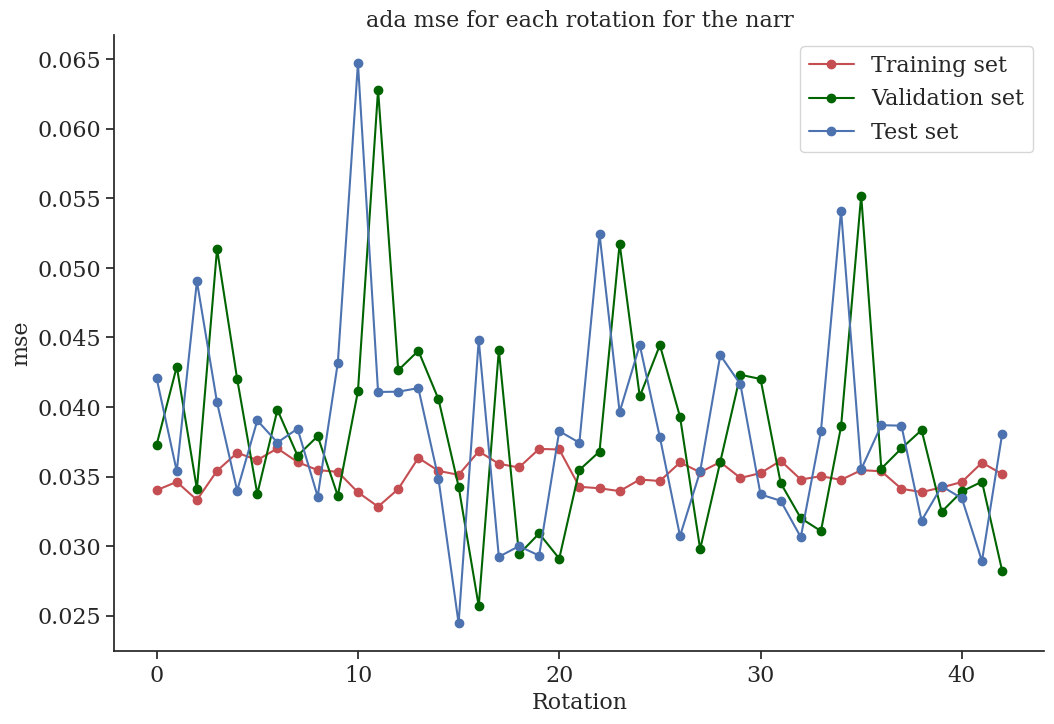 ada mse for each rotation for the narr
Training set
Validation set
Test set
mse
0.065
0.060
0.055
0.050
0.045
0.040
0.035
0.030
0.025
0 10 20 30 40
Rotation